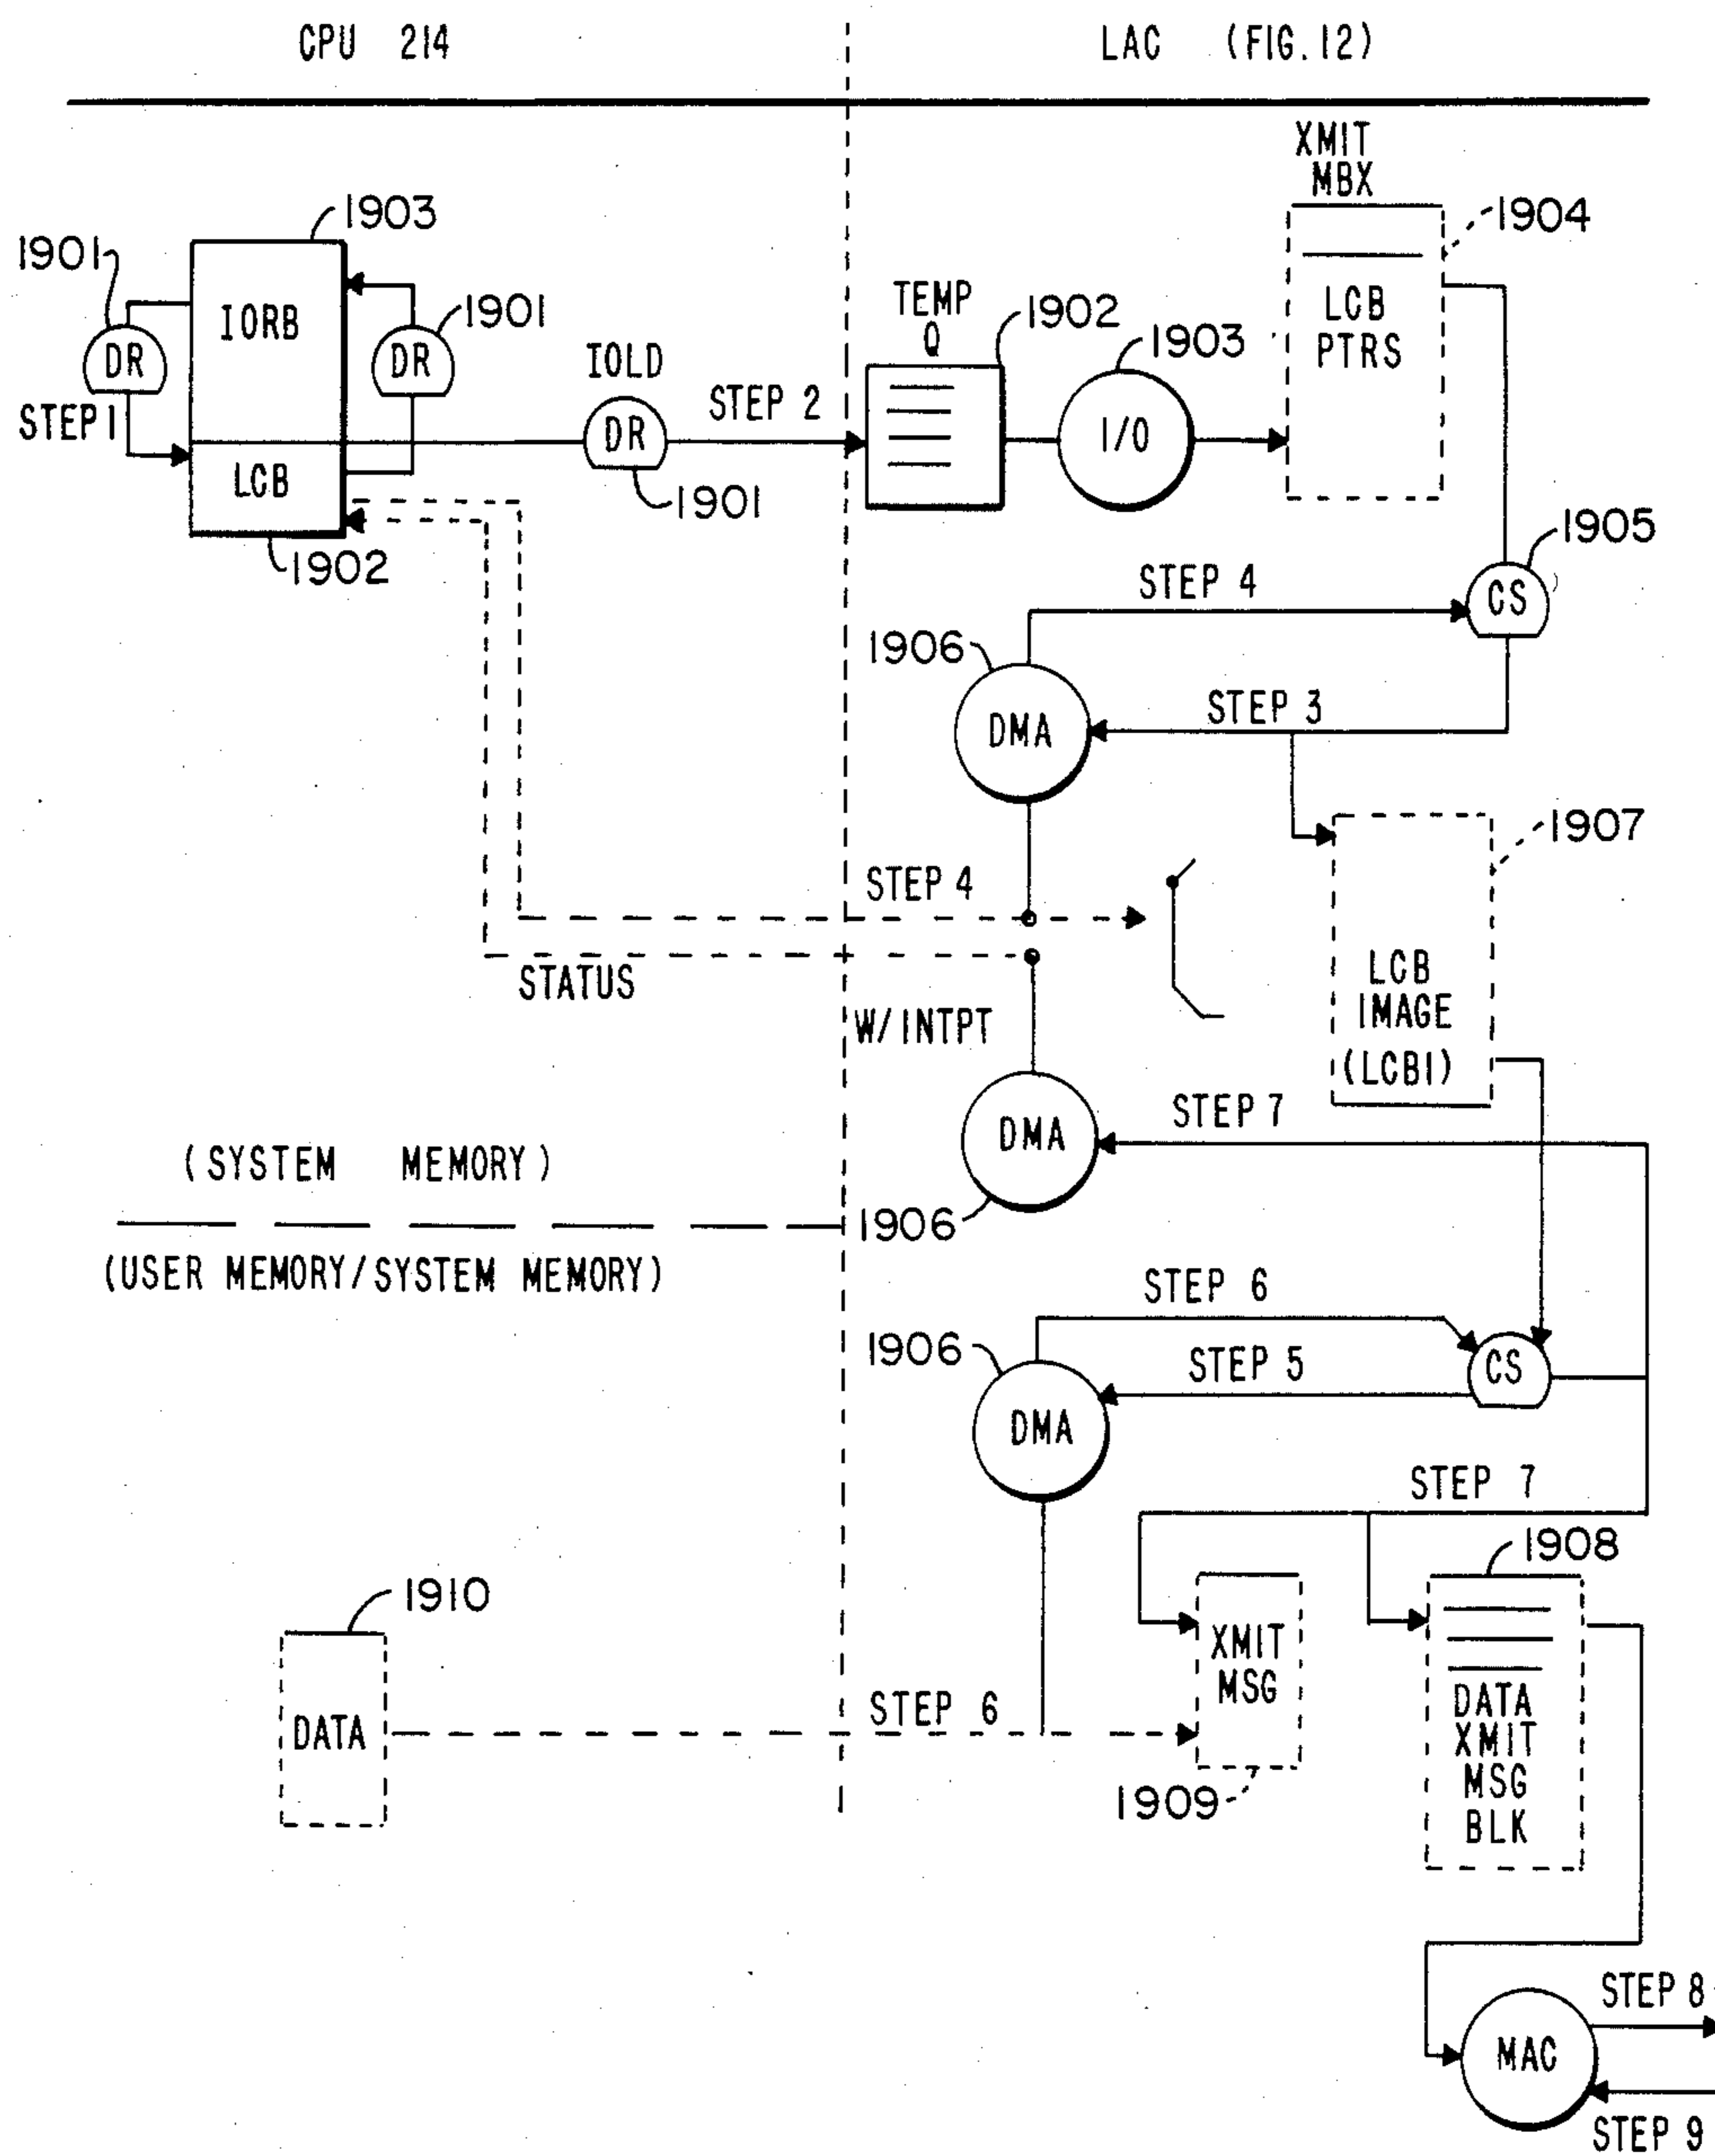 CPU 214
LAC (FIG.12)
XMIT
MBX
1903
1904
1901
IORB
1901
TEMP
Q
1902
1903
LCB
PTRS
DR
DR
IOLD
STEP 2
STEP 1
DR
I/O
LCB
1901
1902
1905
STEP 4
CS
1906
STEP 3
DMA
1907
STEP 4
STATUS
LCB
IMAGE
(LCBI)
W/INTPT
STEP 7
DMA
(SYSTEM MEMORY)
1906
(USER MEMORY/SYSTEM MEMORY)
STEP 6
1906
STEP 5
CS
DMA
STEP 7
1908
1910
XMIT
MSG
STEP 6
DATA
DATA
XMIT
MSG
BLK
1909
STEP 8
MAC
STEP 9